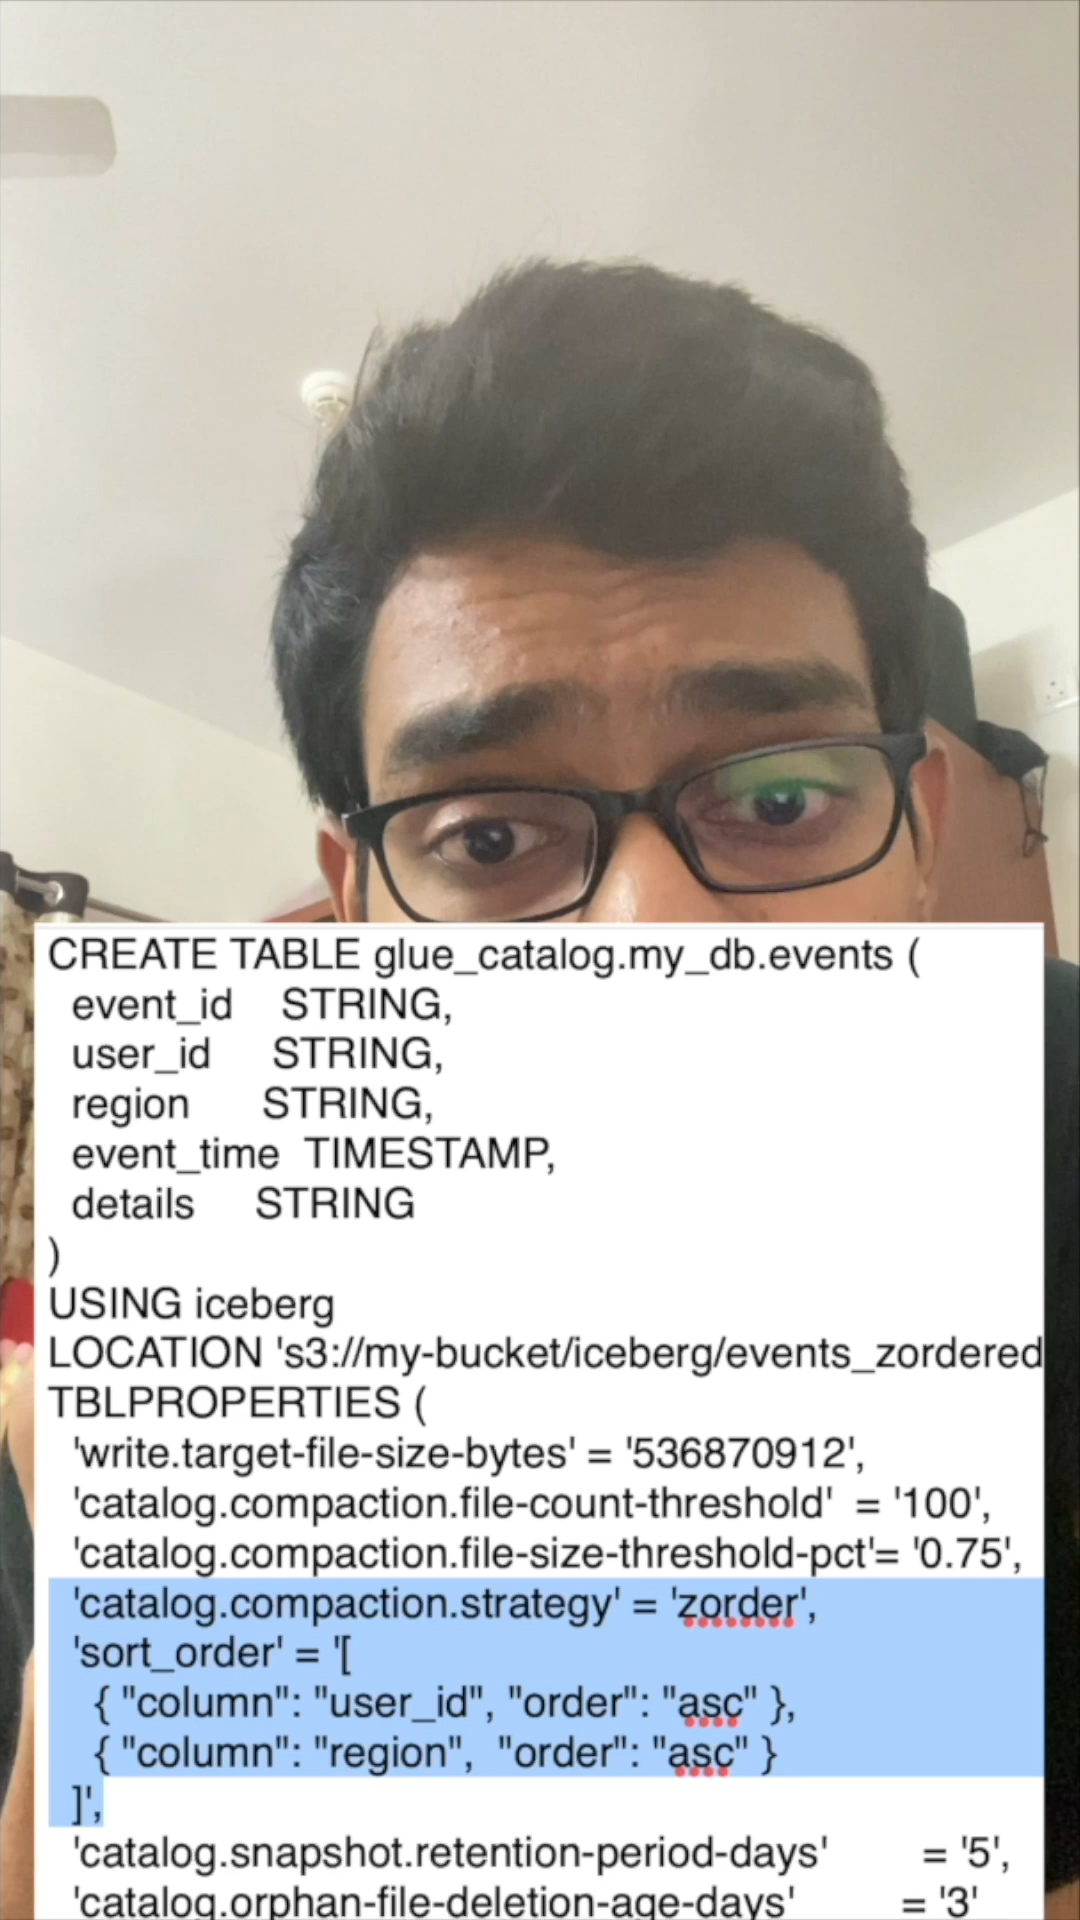 CREATE TABLE glue_catalog.my_db.events (
event_id STRING,
user_id STRING,
region STRING,
event_time TIMESTAMP,
details STRING
)
USING iceberg
LOCATION 's3://my-bucket/iceberg/events_zordered
TBLPROPERTIES (
'write.target-file-size-bytes' = '536870912',
'catalog.compaction.file-count-threshold' = '100',
'catalog.compaction.file-size-threshold-pct'= '0.75',
'catalog.compaction.strategy' = 'zorder',
'sort_order' = '[
{ "column": "user_id", "order": "asc" },
{ "column": "region", "order": "asc" }
]',
'catalog.snapshot.retention-period-days' = '5',
'catalog.orphan-file-deletion-age-days' = '3'